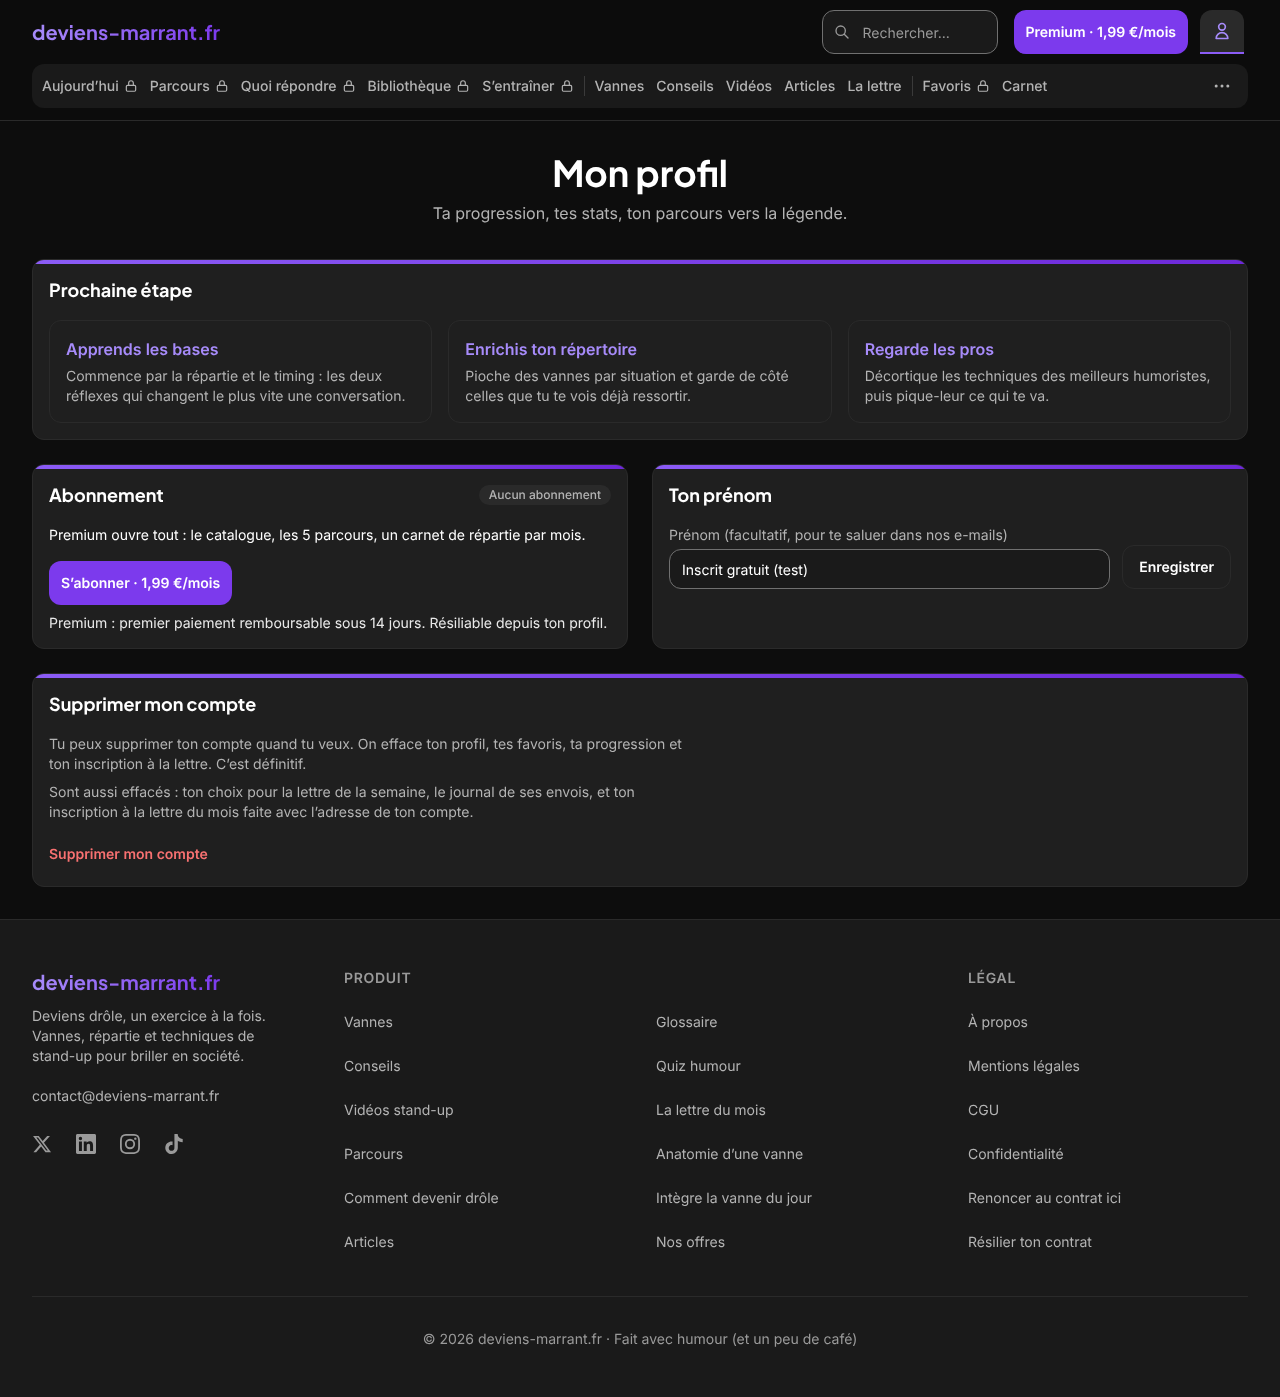 deviens-marrant.fr
Rechercher...
Premium · 1,99 €/mois
Aujourd’hui Parcours Quoi répondre Bibliothèque S’entraîner Vannes Conseils Vidéos Articles La lettre Favoris Carnet
Mon profil
Ta progression, tes stats, ton parcours vers la légende.
Prochaine étape
Apprends les bases
Commence par la répartie et le timing : les deux
réflexes qui changent le plus vite une conversation.
Enrichis ton répertoire
Pioche des vannes par situation et garde de côté
celles que tu te vois déjà ressortir.
Regarde les pros
Décortique les techniques des meilleurs humoristes,
puis pique-leur ce qui te va.
Abonnement
Aucun abonnement
Premium ouvre tout : le catalogue, les 5 parcours, un carnet de répartie par mois.
S’abonner · 1,99 €/mois
Premium : premier paiement remboursable sous 14 jours. Résiliable depuis ton profil.
Ton prénom
Prénom (facultatif, pour te saluer dans nos e-mails)
Inscrit gratuit (test)
Enregistrer
Supprimer mon compte
Tu peux supprimer ton compte quand tu veux. On efface ton profil, tes favoris, ta progression et
ton inscription à la lettre. C’est définitif.
Sont aussi effacés : ton choix pour la lettre de la semaine, le journal de ses envois, et ton
inscription à la lettre du mois faite avec l’adresse de ton compte.
Supprimer mon compte
deviens-marrant.fr
Deviens drôle, un exercice à la fois.
Vannes, répartie et techniques de
stand-up pour briller en société.
contact@deviens-marrant.fr
PRODUIT
Vannes
Conseils
Vidéos stand-up
Parcours
Comment devenir drôle
Articles
Glossaire
Quiz humour
La lettre du mois
Anatomie d’une vanne
Intègre la vanne du jour
Nos offres
LÉGAL
À propos
Mentions légales
CGU
Confidentialité
Renoncer au contrat ici
Résilier ton contrat
© 2026 deviens-marrant.fr · Fait avec humour (et un peu de café)